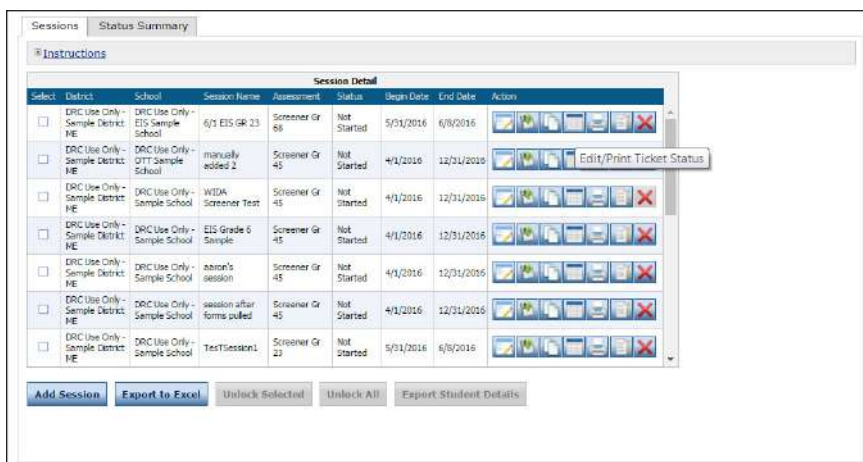 Sessions Status Summary
Instructions
Session Detail
Select District School Session Name Assessment Status Begin Date End Date Action
DRC Use Only - Sample District ME DRC Use Only - EIS Sample School 6/1 EIS GR 23 Screener Gr 68 Not Started 5/31/2016 6/8/2016
DRC Use Only - Sample District ME DRC Use Only - OTT Sample School manually added 2 Screener Gr 45 Not Started 4/1/2016 12/31/2016
Edit/Print Ticket Status
DRC Use Only - Sample District ME DRC Use Only - Sample School WIDA Screener Test Screener Gr 45 Not Started 4/1/2016 12/31/2016
DRC Use Only - Sample District ME DRC Use Only - Sample School EIS Grade 6 Sample Screener Gr 45 Not Started 4/1/2016 12/31/2016
DRC Use Only - Sample District ME DRC Use Only - Sample School aaron's session Screener Gr 45 Not Started 4/1/2016 12/31/2016
DRC Use Only - Sample District ME DRC Use Only - Sample School session after forms pulled Screener Gr 45 Not Started 4/1/2016 12/31/2016
DRC Use Only - Sample District ME DRC Use Only - Sample School TesTSession1 Screener Gr 23 Not Started 5/31/2016 6/8/2016
Add Session Export to Excel Unlock Selected Unlock All Export Student Details